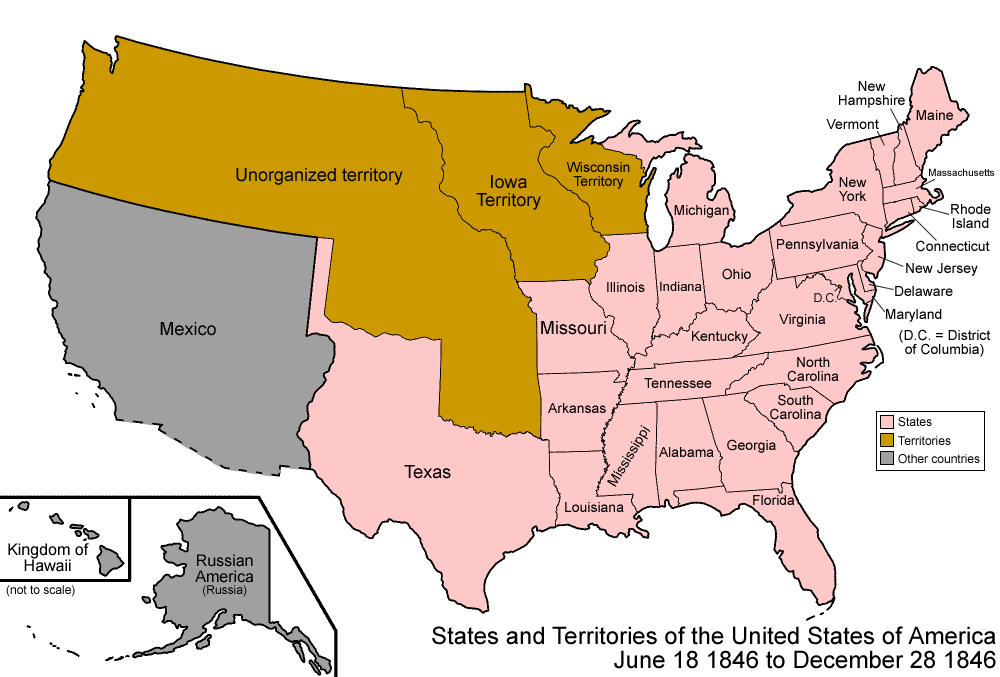 New
Hampshire
Vermont
Maine
Massachusetts
Unorganized territory
Iowa
Territory
Wisconsin
Territory
Michigan
New
York
Rhode
Island
Connecticut
Pennsylvania
New Jersey
Illinois
Indiana
Ohio
Delaware
D.C.
Maryland
(D.C. = District
of Columbia)
Mexico
Missouri
Kentucky
Virginia
North
Carolina
Tennessee
Arkansas
South
Carolina
Mississippi
Alabama
Georgia
Texas
Louisiana
Florida
States
Territories
Other countries
Kingdom of
Hawaii
(not to scale)
Russian
America
(Russia)
States and Territories of the United States of America
June 18 1846 to December 28 1846